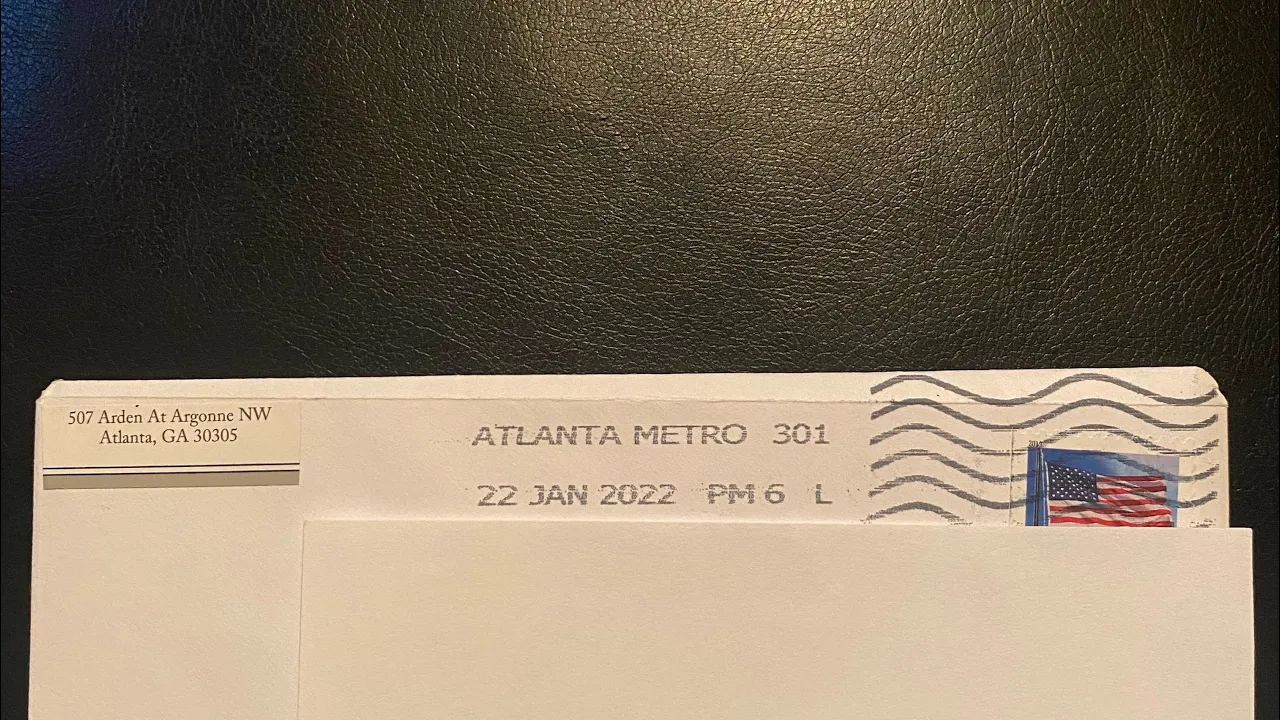 507 Arden At Argonne NW
Atlanta, GA 30305
ATLANTA METRO 301
22 JAN 2022 PM 6 L